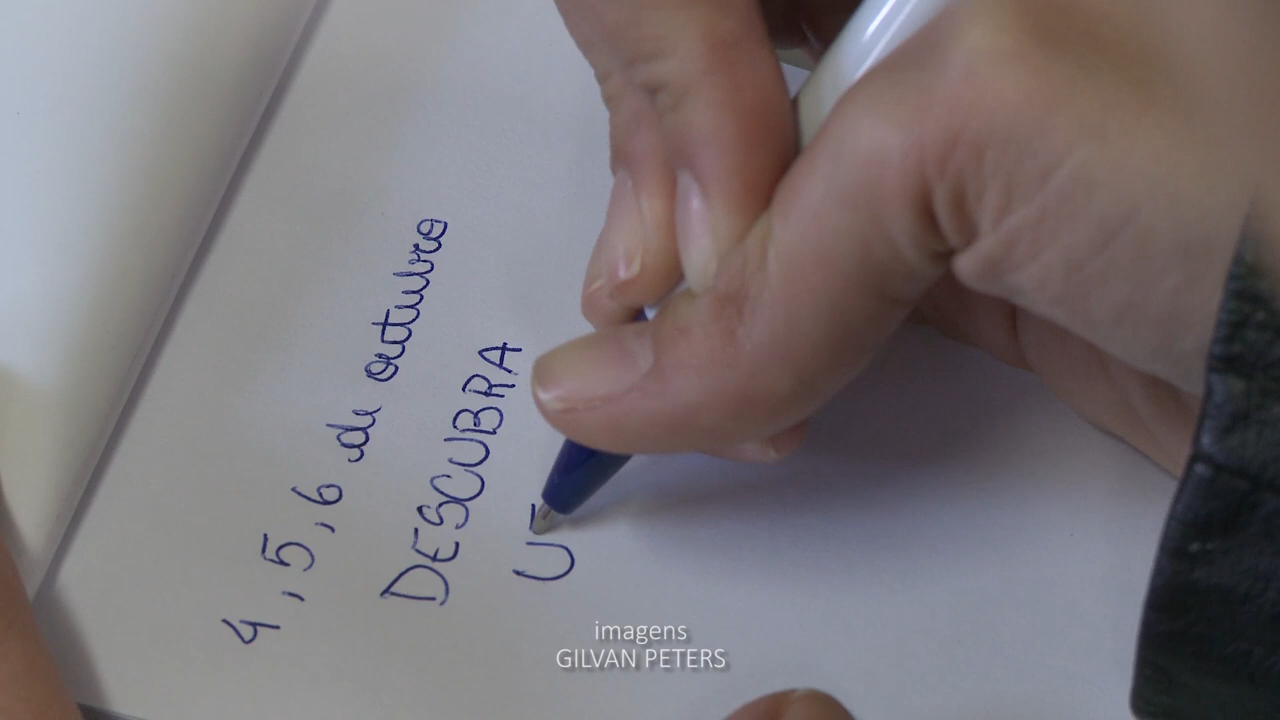 4, 5, 6 de outubro
DESCUBRA
U
imagens
GILVAN PETERS